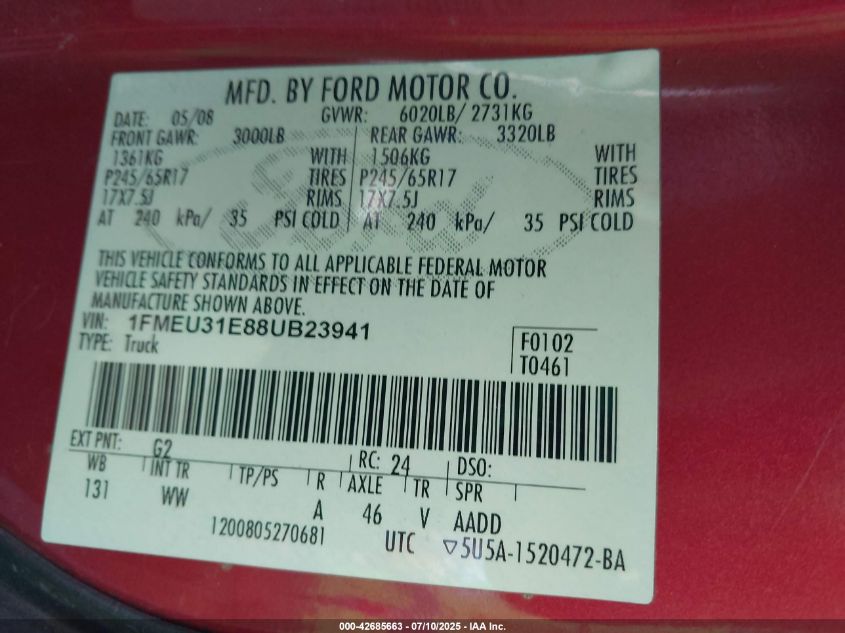 MFD. BY FORD MOTOR CO.
DATE: 05/08 GVWR: 6020LB/ 2731KG
FRONT GAWR: 3000LB REAR GAWR: 3320LB
1361KG WITH 1506KG WITH
P245/65R17 TIRES P245/65R17 TIRES
17X7.5J RIMS 17X7.5J RIMS
AT 240 kPa/ 35 PSI COLD AT 240 kPa/ 35 PSI COLD
THIS VEHICLE CONFORMS TO ALL APPLICABLE FEDERAL MOTOR
VEHICLE SAFETY STANDARDS IN EFFECT ON THE DATE OF
MANUFACTURE SHOWN ABOVE.
VIN: 1FMEU31E88UB23941
TYPE: Truck
F0102
T0461
EXT PNT: G2 RC: 24 DSO:
WB INT TR TP/PS R AXLE TR SPR
131 WW A 46 V AADD
1200805270681 UTC ▽5U5A-1520472-BA
000-42685663 - 07/10/2025 - IAA Inc.